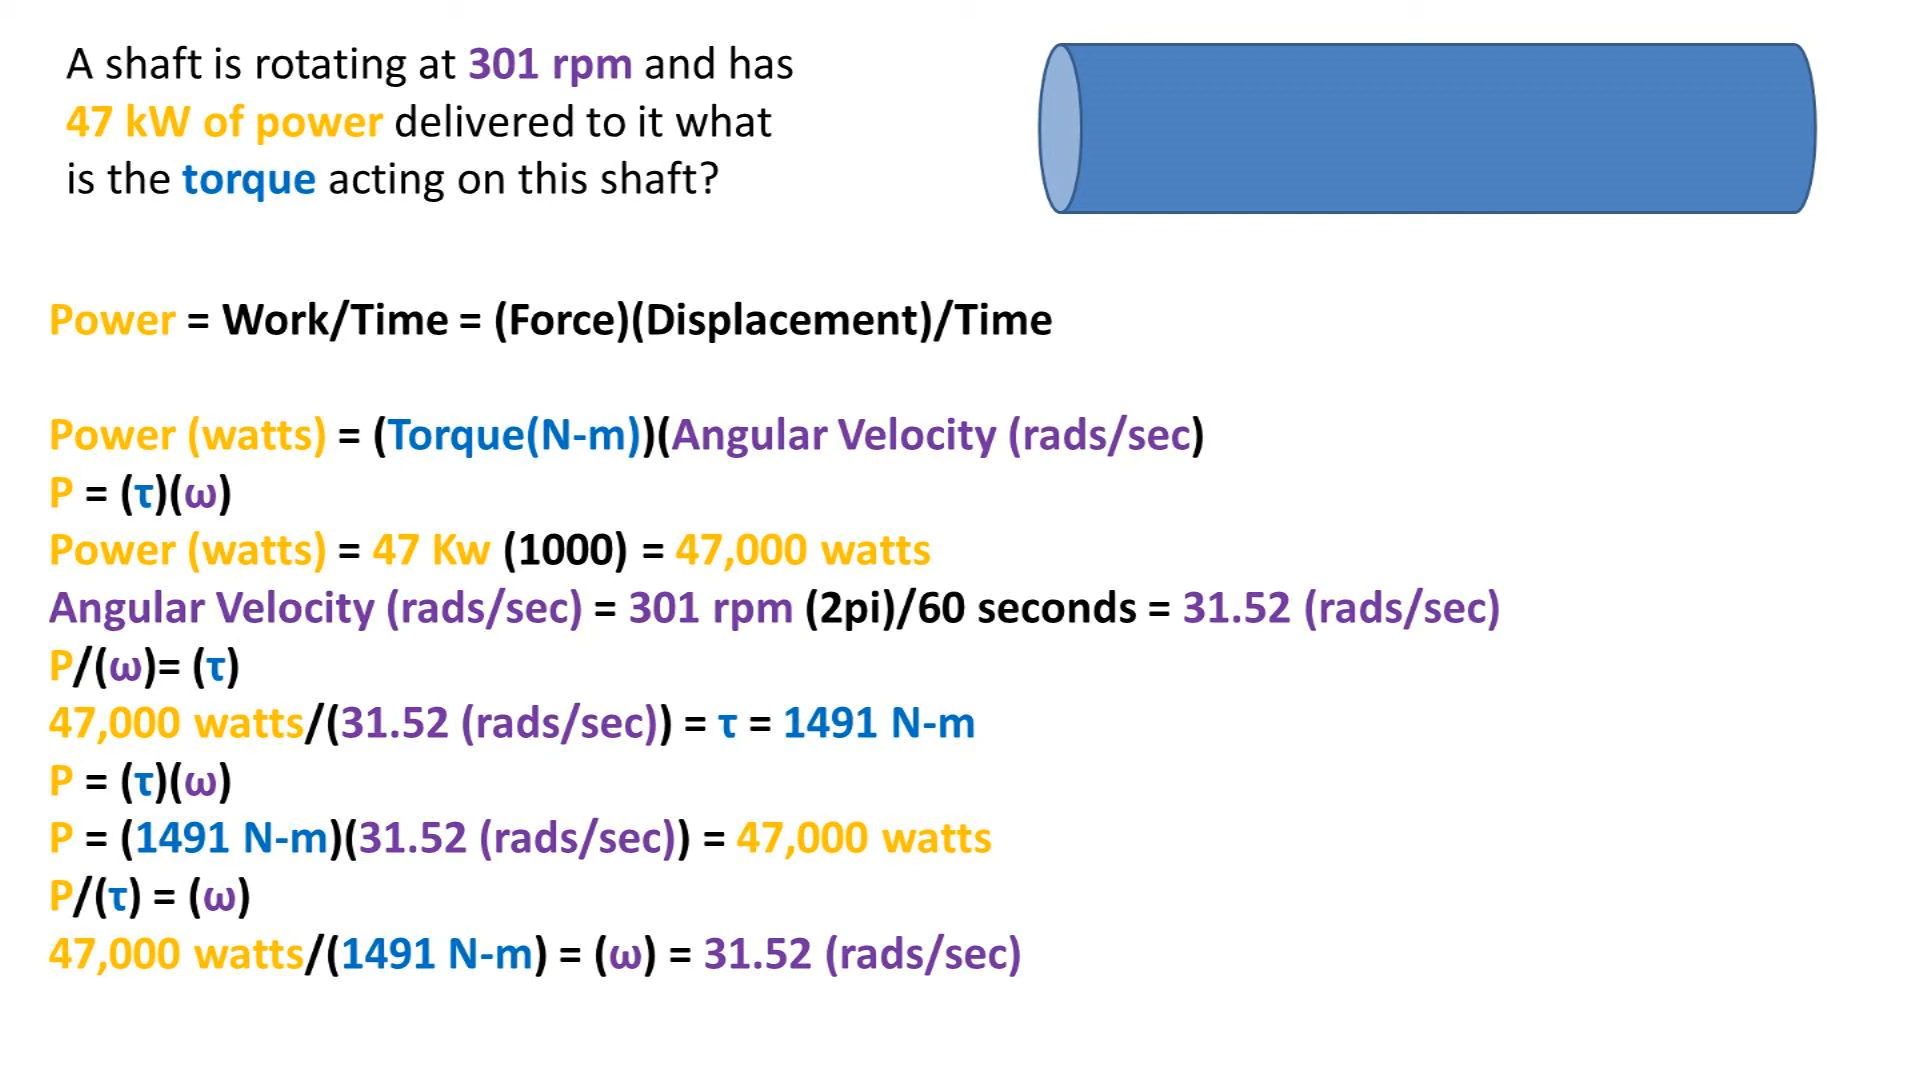 A shaft is rotating at 301 rpm and has
47 kW of power delivered to it what
is the torque acting on this shaft?
Power = Work/Time = (Force)(Displacement)/Time
Power (watts) = (Torque(N-m))(Angular Velocity (rads/sec)
P = (τ)(ω)
Power (watts) = 47 Kw (1000) = 47,000 watts
Angular Velocity (rads/sec) = 301 rpm (2pi)/60 seconds = 31.52 (rads/sec)
P/(ω)= (τ)
47,000 watts/(31.52 (rads/sec)) = τ = 1491 N-m
P = (τ)(ω)
P = (1491 N-m)(31.52 (rads/sec)) = 47,000 watts
P/(τ) = (ω)
47,000 watts/(1491 N-m) = (ω) = 31.52 (rads/sec)